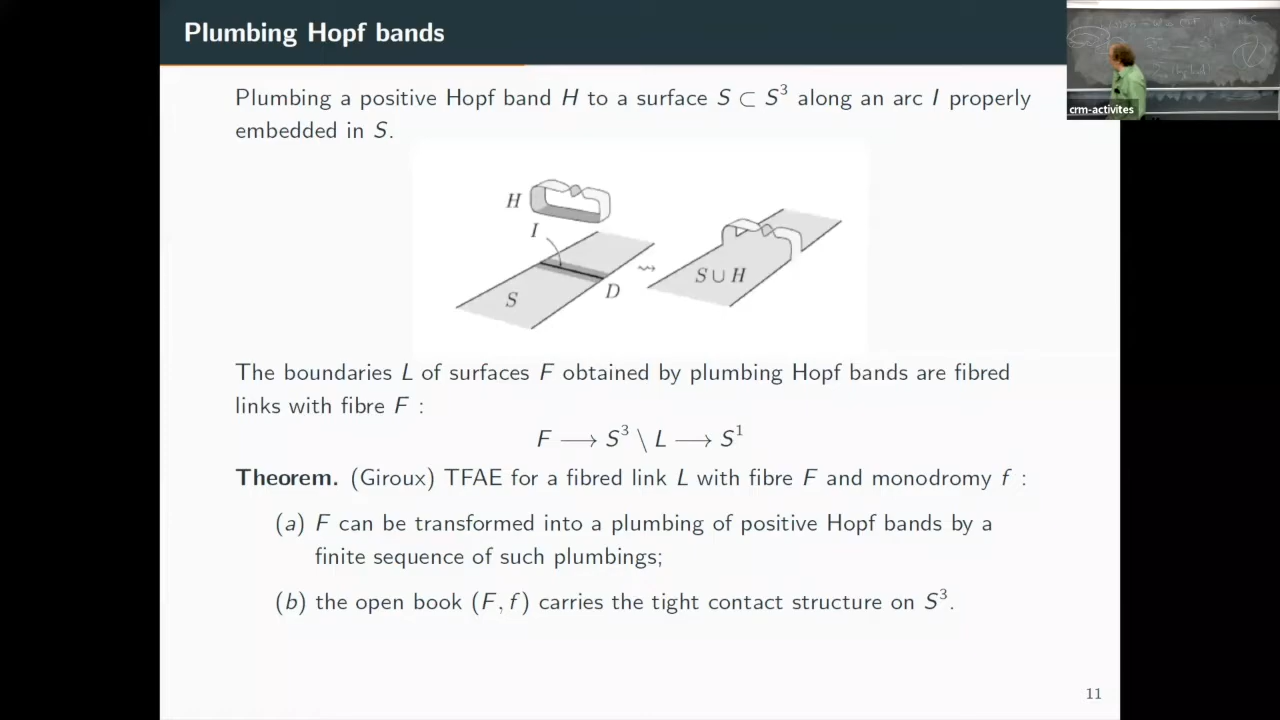 Plumbing Hopf bands
crm-activites
Plumbing a positive Hopf band H to a surface S ⊂ S³ along an arc I properly
embedded in S.
H
I
S
D
S ∪ H
The boundaries L of surfaces F obtained by plumbing Hopf bands are fibred
links with fibre F :
F ⟶ S³ \ L ⟶ S¹
Theorem. (Giroux) TFAE for a fibred link L with fibre F and monodromy f :
(a) F can be transformed into a plumbing of positive Hopf bands by a
finite sequence of such plumbings;
(b) the open book (F, f) carries the tight contact structure on S³.
11